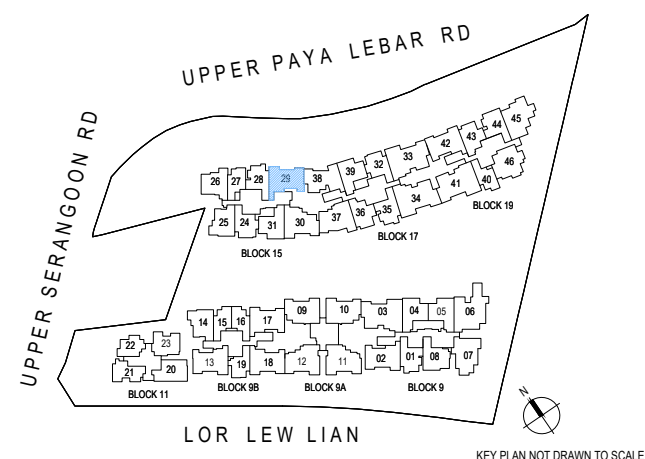 UPPER PAYA LEBAR RD
UPPER SERANGOON RD
45
44
43
42
33
32
39
38
29
28
27
26
46
40
41
34
35
36
37
30
31
24
25
BLOCK 19
BLOCK 17
BLOCK 15
14 15 16 17 09 10 03 04 05 06
22 23
13 19 18 12 11 02 01 08 07
21 20
BLOCK 11 BLOCK 9B BLOCK 9A BLOCK 9
N
LOR LEW LIAN
KEY PLAN NOT DRAWN TO SCALE